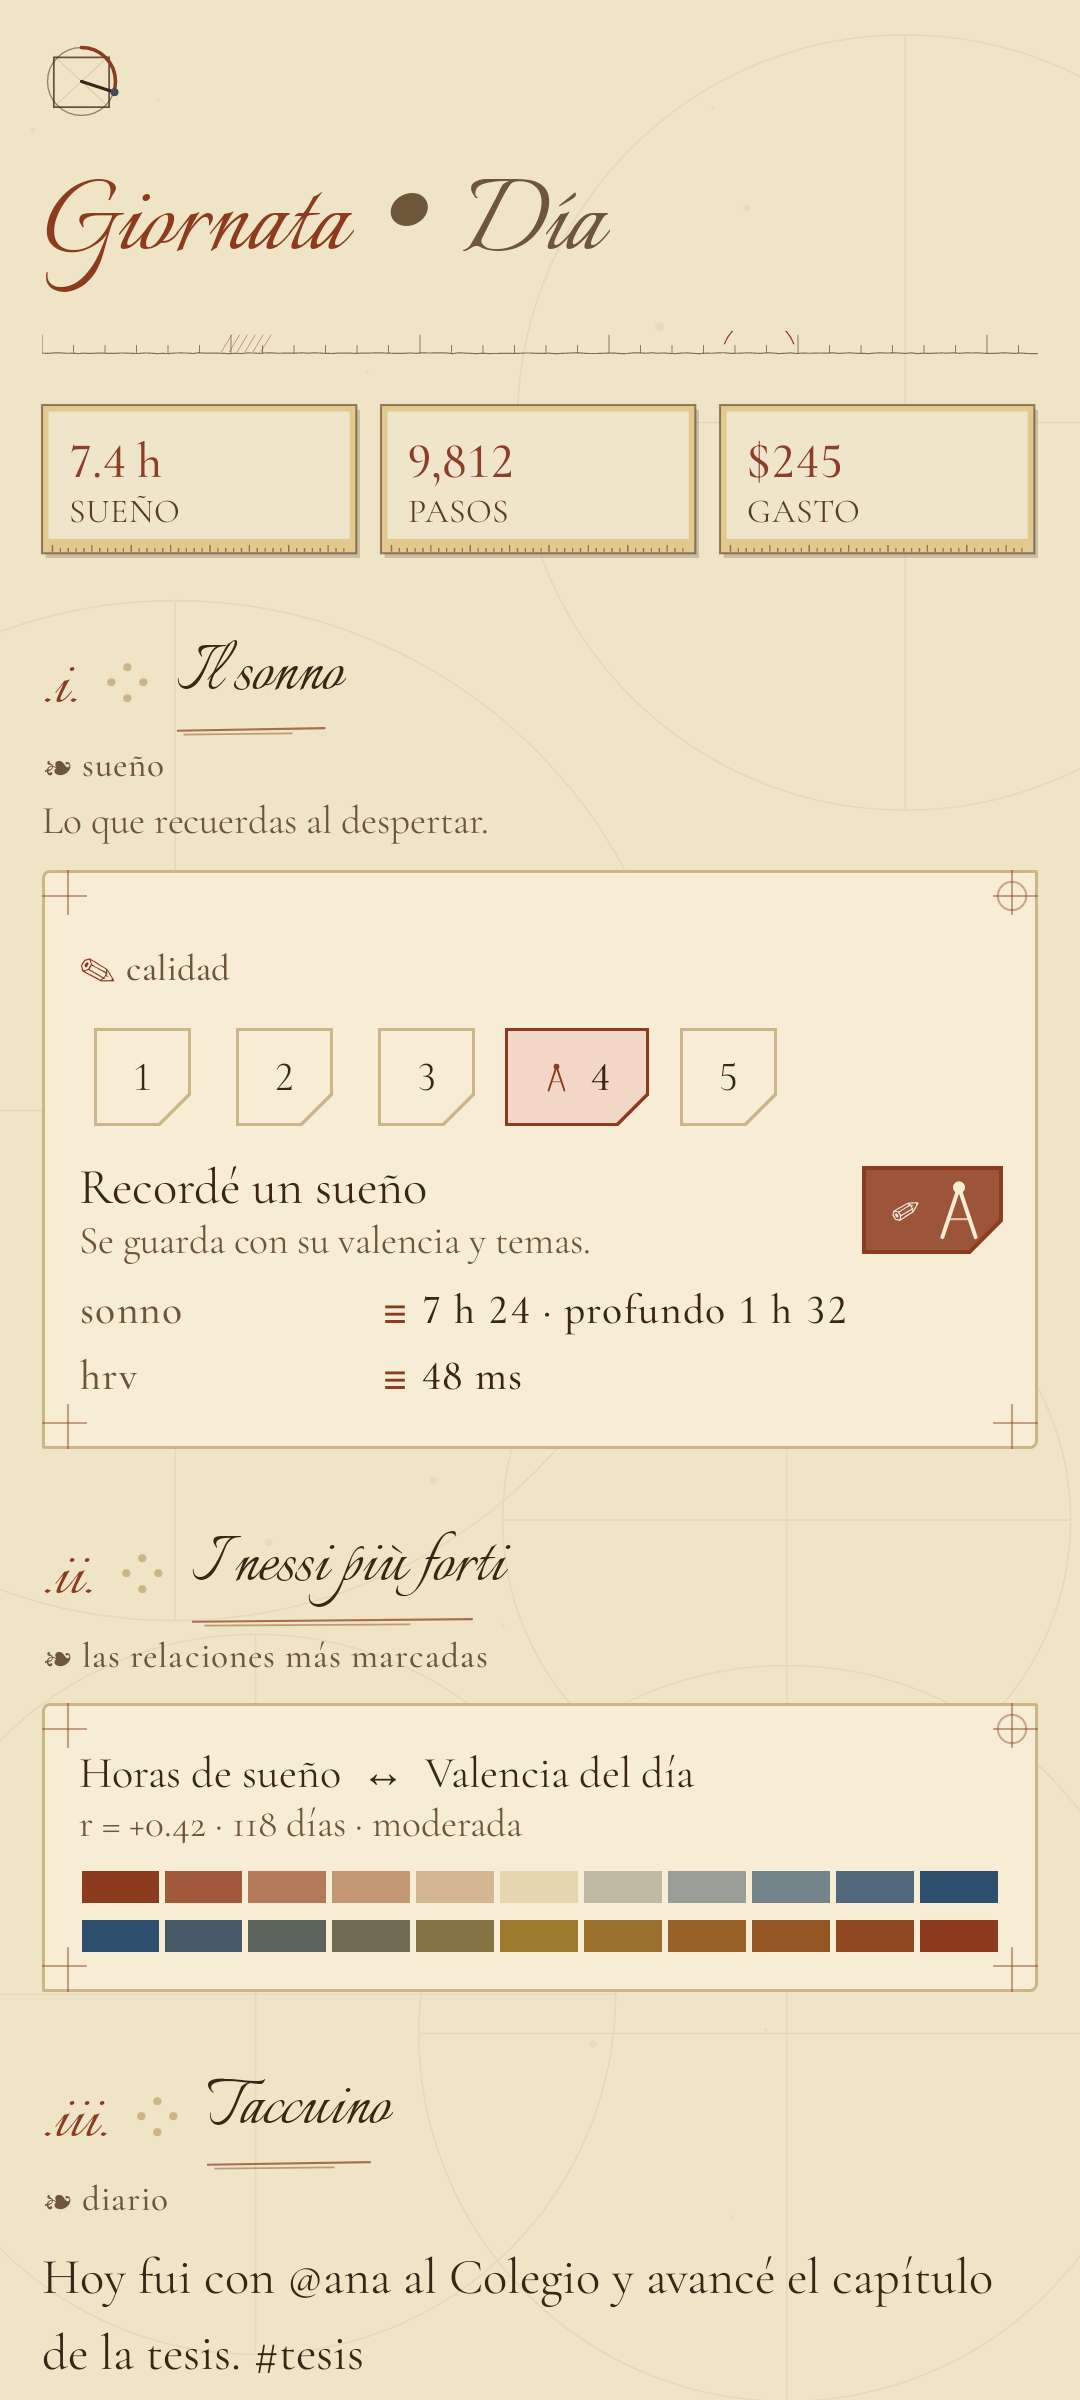 Giornata • Día
7.4 h
SUEÑO
9,812
PASOS
$245
GASTO
.i. Il sonno
❧ sueño
Lo que recuerdas al despertar.
✎ calidad
1 2 3 4 5
Recordé un sueño
Se guarda con su valencia y temas.
sonno ≡ 7 h 24 · profundo 1 h 32
hrv ≡ 48 ms
.ii. I nessi più forti
❧ las relaciones más marcadas
Horas de sueño ↔ Valencia del día
r = +0.42 · 118 días · moderada
.iii. Taccuino
❧ diario
Hoy fui con @ana al Colegio y avancé el capítulo
de la tesis. #tesis